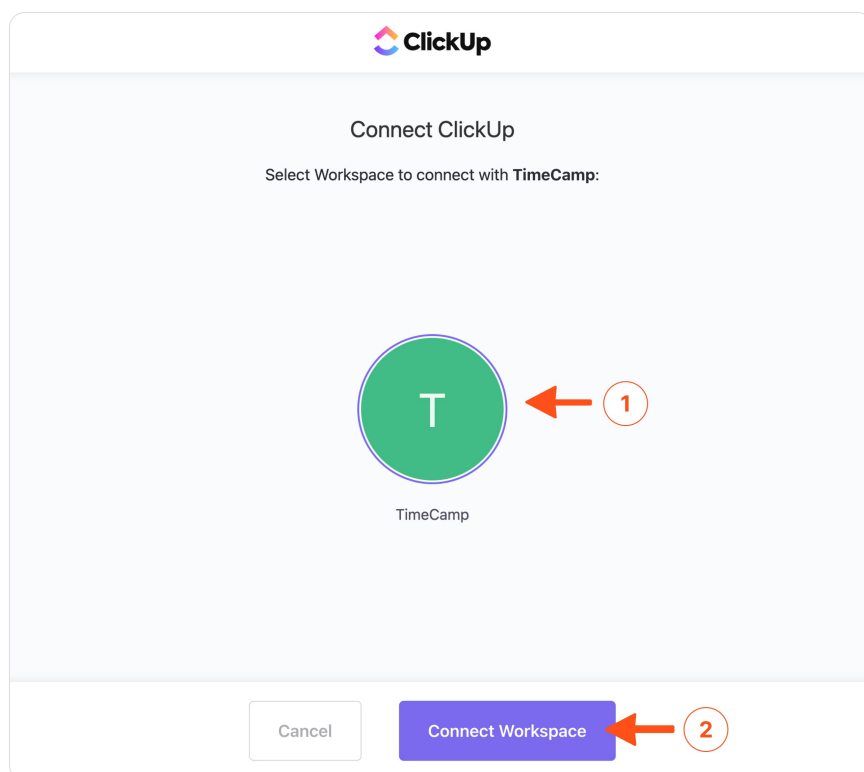 ClickUp
Connect ClickUp
Select Workspace to connect with TimeCamp:
T
1
TimeCamp
Cancel
Connect Workspace
2